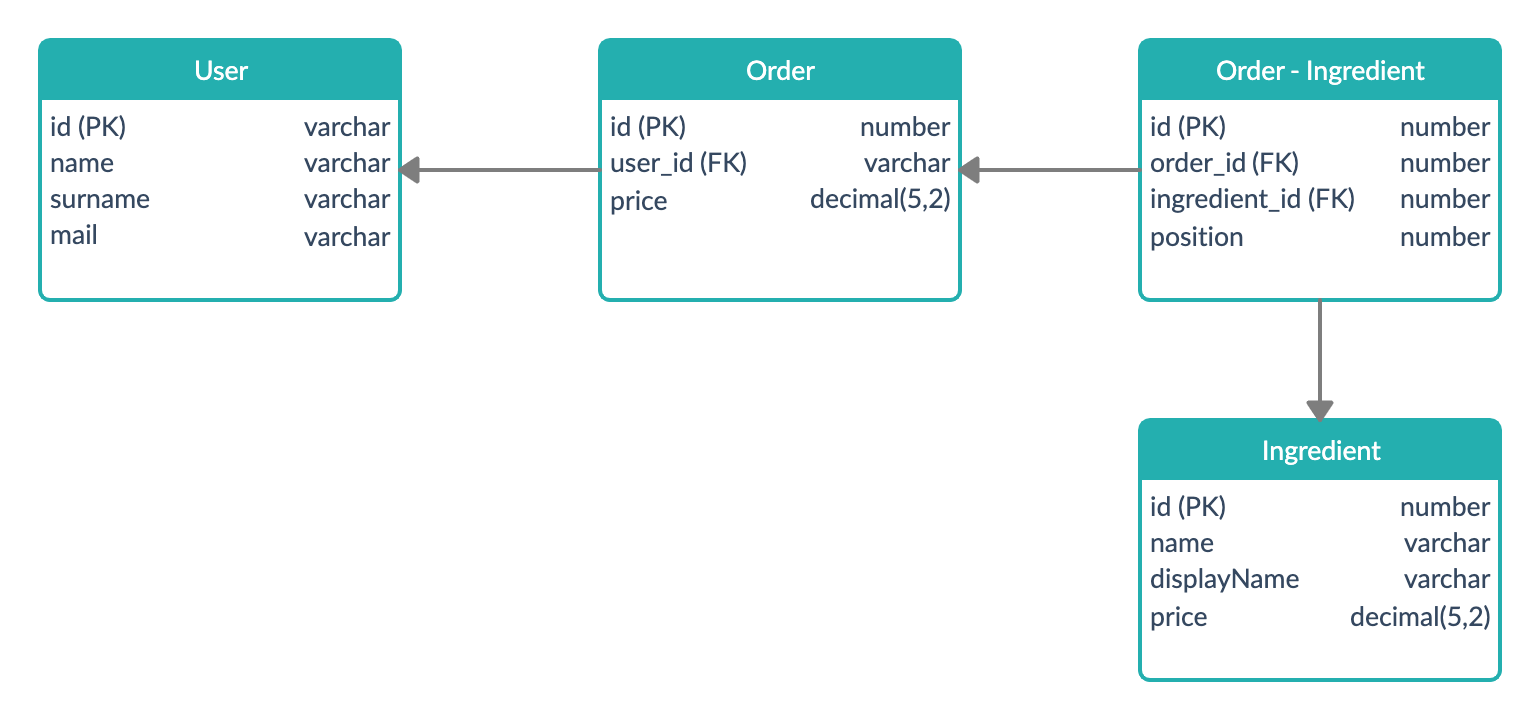 User
id (PK) varchar
name varchar
surname varchar
mail varchar
Order
id (PK) number
user_id (FK) varchar
price decimal(5,2)
Order - Ingredient
id (PK) number
order_id (FK) number
ingredient_id (FK) number
position number
Ingredient
id (PK) number
name varchar
displayName varchar
price decimal(5,2)